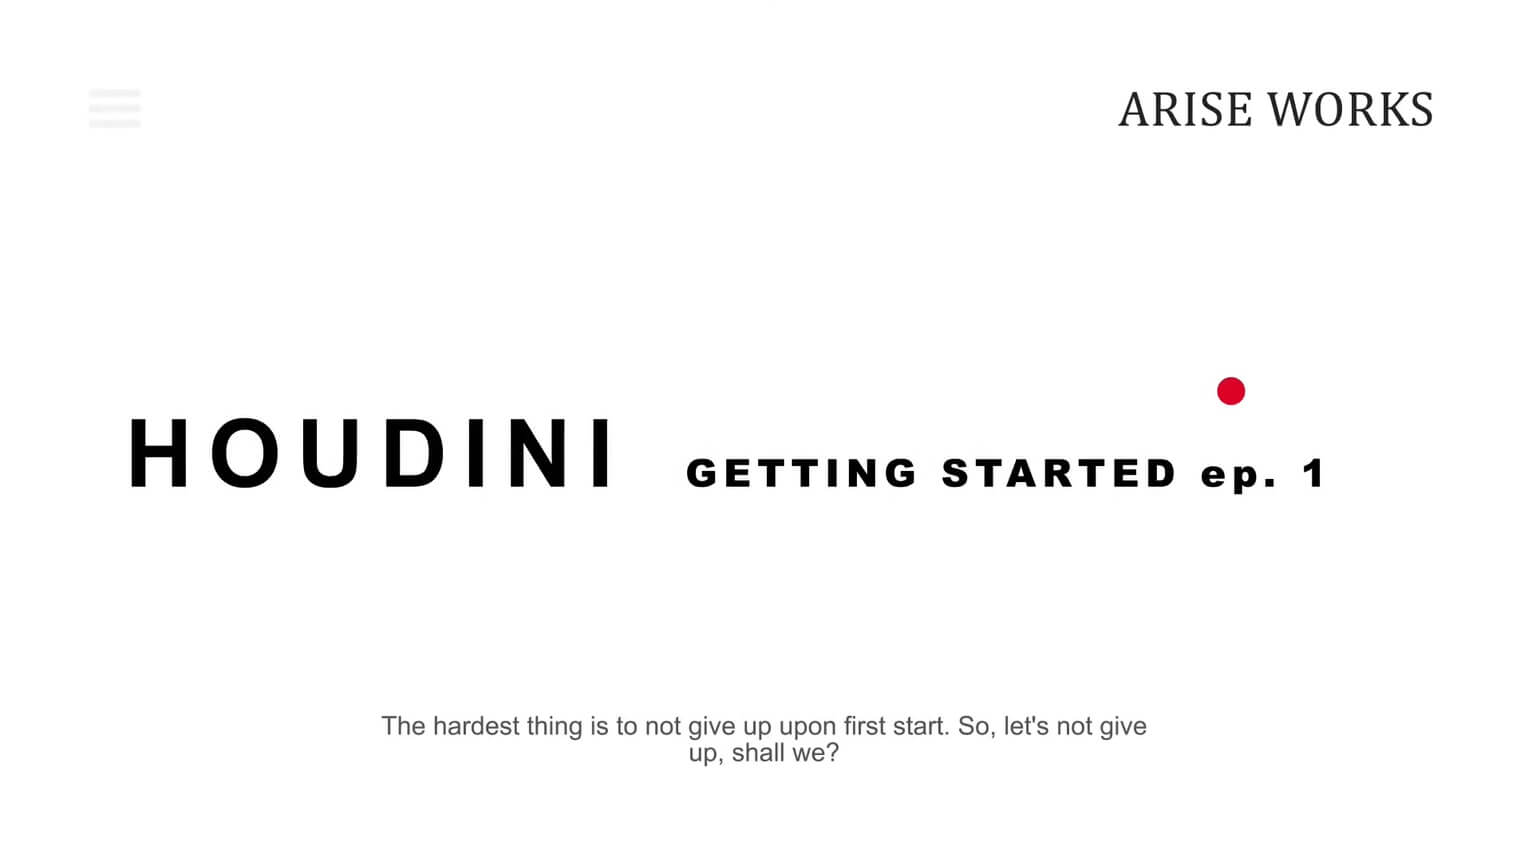 ARISE WORKS
HOUDINI GETTING STARTED ep. 1
The hardest thing is to not give up upon first start. So, let's not give
up, shall we?